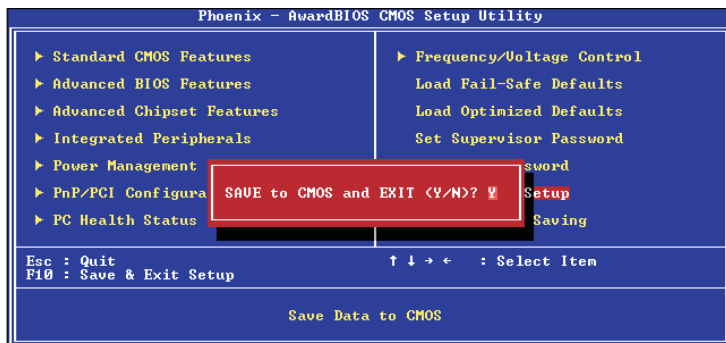 Phoenix - AwardBIOS CMOS Setup Utility
▶ Standard CMOS Features
▶ Advanced BIOS Features
▶ Advanced Chipset Features
▶ Integrated Peripherals
▶ Power Management
▶ PnP/PCI Configura
▶ PC Health Status
▶ Frequency/Voltage Control
Load Fail-Safe Defaults
Load Optimized Defaults
Set Supervisor Password
sword
Setup
Saving
SAVE to CMOS and EXIT (Y/N)? Y
Esc : Quit
F10 : Save & Exit Setup
↑ ↓ → ← : Select Item
Save Data to CMOS